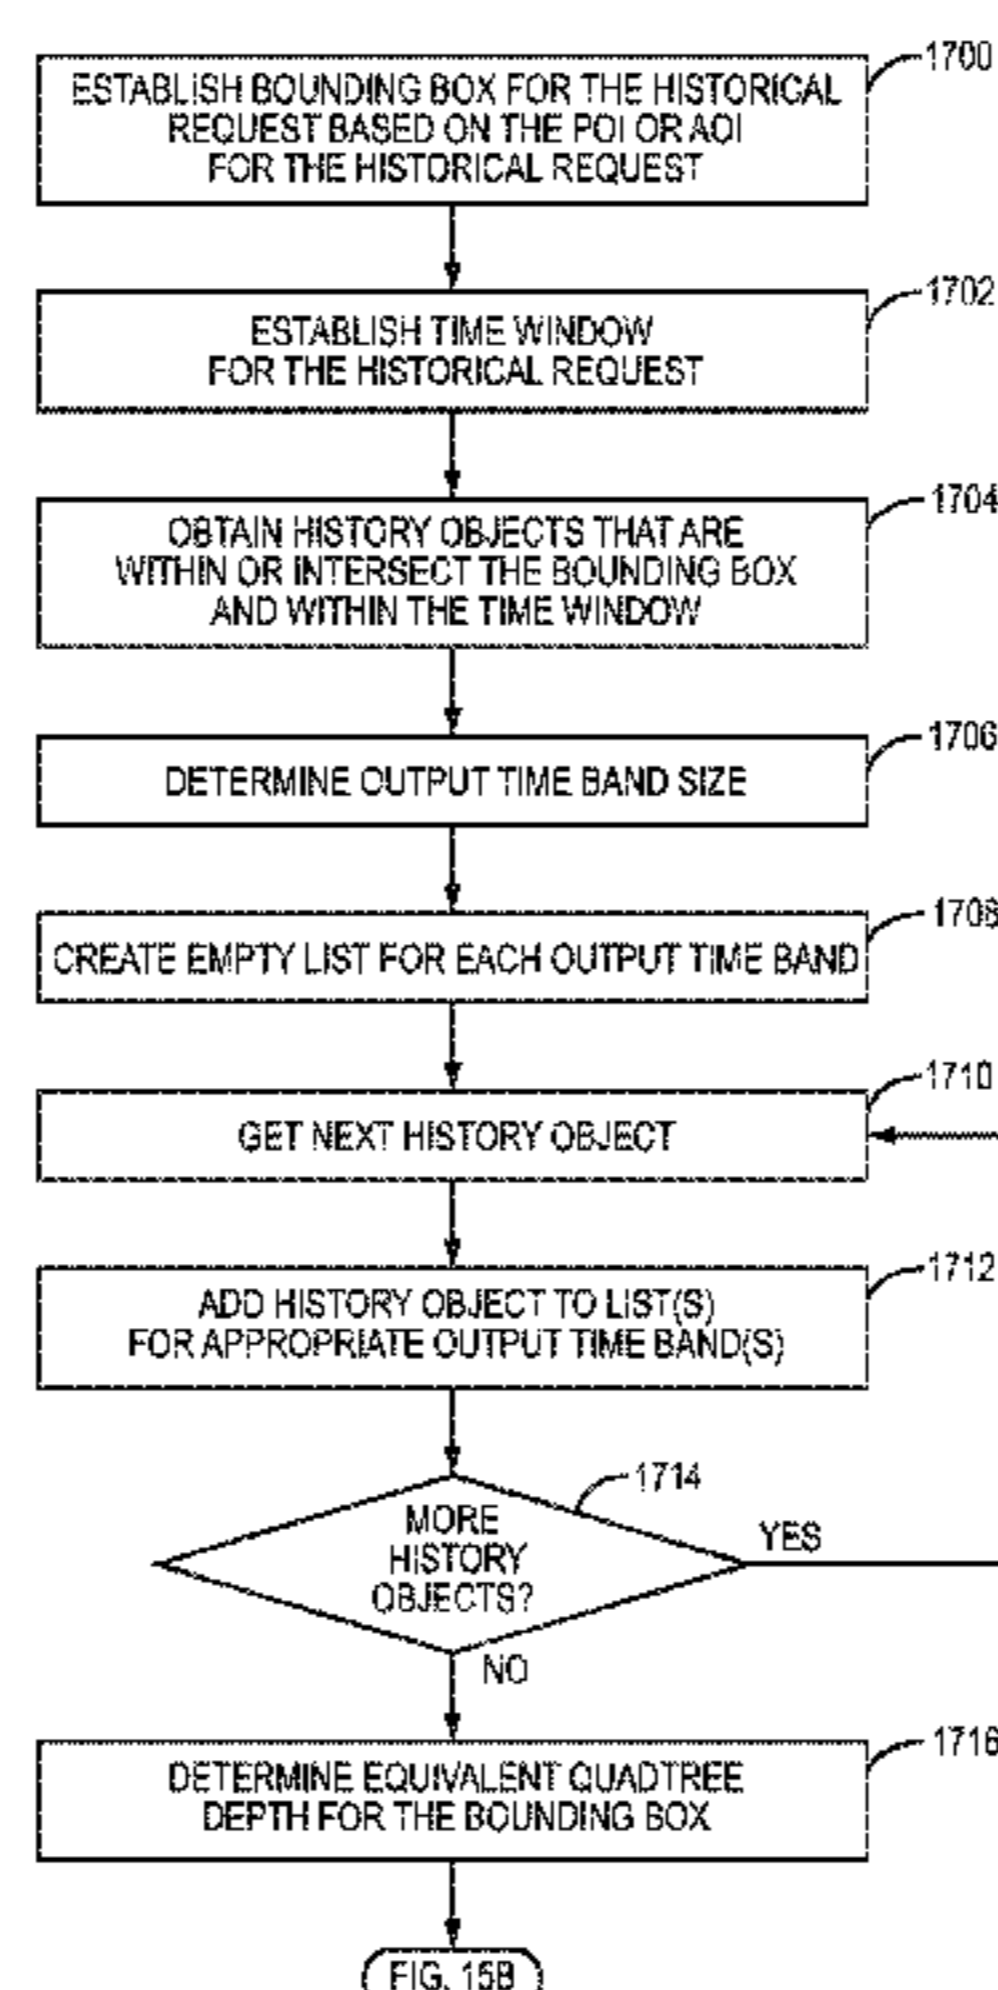 1700
ESTABLISH BOUNDING BOX FOR THE HISTORICAL
REQUEST BASED ON THE POI OR AOI
FOR THE HISTORICAL REQUEST
1702
ESTABLISH TIME WINDOW
FOR THE HISTORICAL REQUEST
1704
OBTAIN HISTORY OBJECTS THAT ARE
WITHIN OR INTERSECT THE BOUNDING BOX
AND WITHIN THE TIME WINDOW
1706
DETERMINE OUTPUT TIME BAND SIZE
1708
CREATE EMPTY LIST FOR EACH OUTPUT TIME BAND
1710
GET NEXT HISTORY OBJECT
1712
ADD HISTORY OBJECT TO LIST(S)
FOR APPROPRIATE OUTPUT TIME BAND(S)
1714
MORE
HISTORY
OBJECTS?
YES
NO
1716
DETERMINE EQUIVALENT QUADTREE
DEPTH FOR THE BOUNDING BOX
FIG. 15B